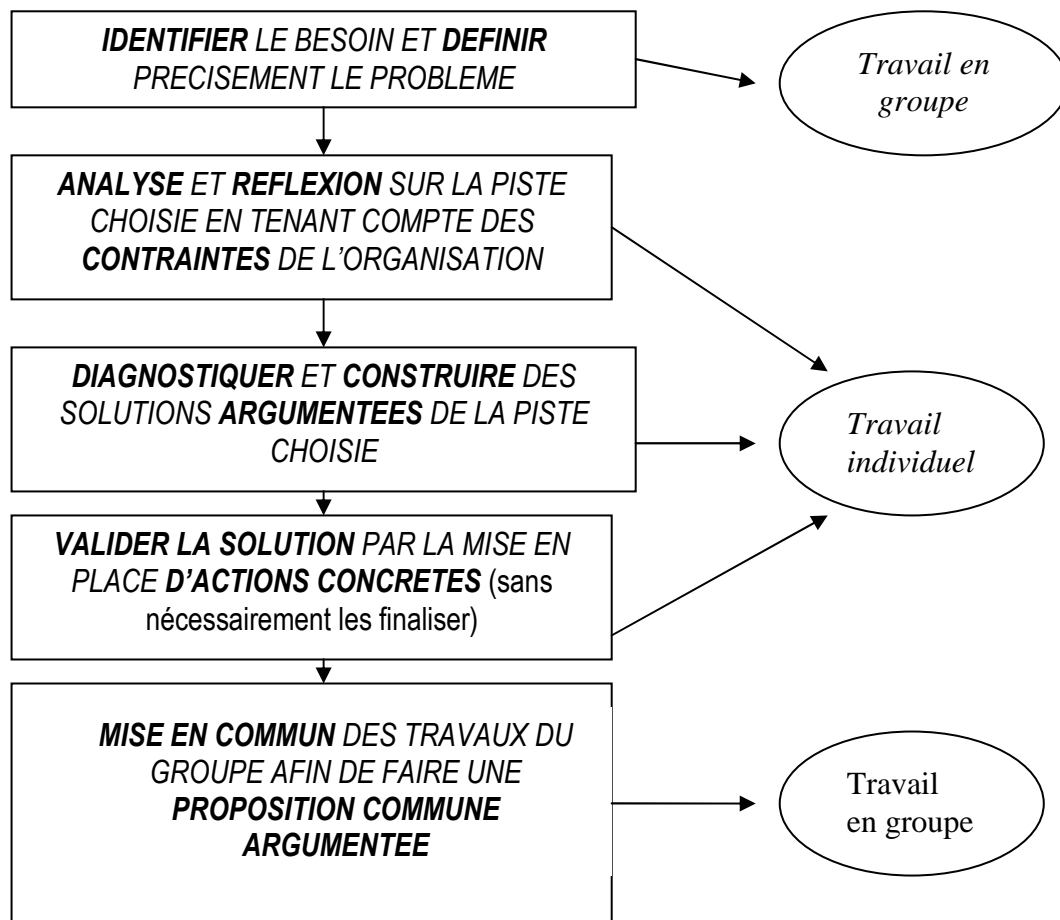 IDENTIFIER LE BESOIN ET DEFINIR
PRECISEMENT LE PROBLEME
Travail en
groupe
ANALYSE ET REFLEXION SUR LA PISTE
CHOISIE EN TENANT COMPTE DES
CONTRAINTES DE L'ORGANISATION
DIAGNOSTIQUER ET CONSTRUIRE DES
SOLUTIONS ARGUMENTEES DE LA PISTE
CHOISIE
Travail
individuel
VALIDER LA SOLUTION PAR LA MISE EN
PLACE D'ACTIONS CONCRETES (sans
nécessairement les finaliser)
MISE EN COMMUN DES TRAVAUX DU
GROUPE AFIN DE FAIRE UNE
PROPOSITION COMMUNE
ARGUMENTEE
Travail
en groupe